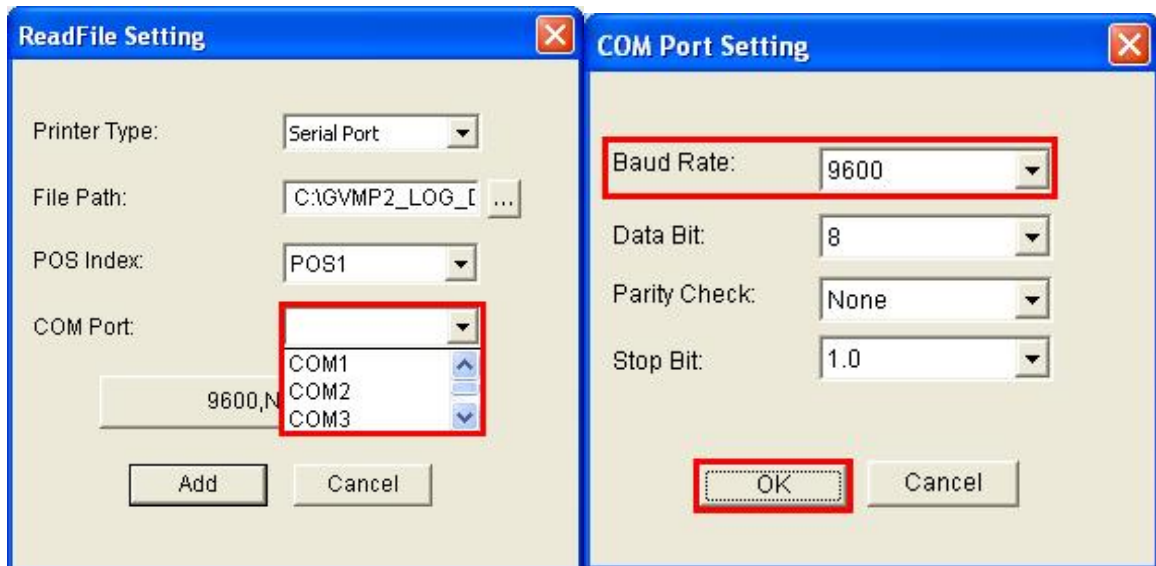 ReadFile Setting
Printer Type:
Serial Port
File Path:
C:\GVMP2_LOG_D
...
POS Index:
POS1
COM Port:
COM1
COM2
COM3
9600,N
Add
Cancel
COM Port Setting
Baud Rate:
9600
Data Bit:
8
Parity Check:
None
Stop Bit:
1.0
OK
Cancel